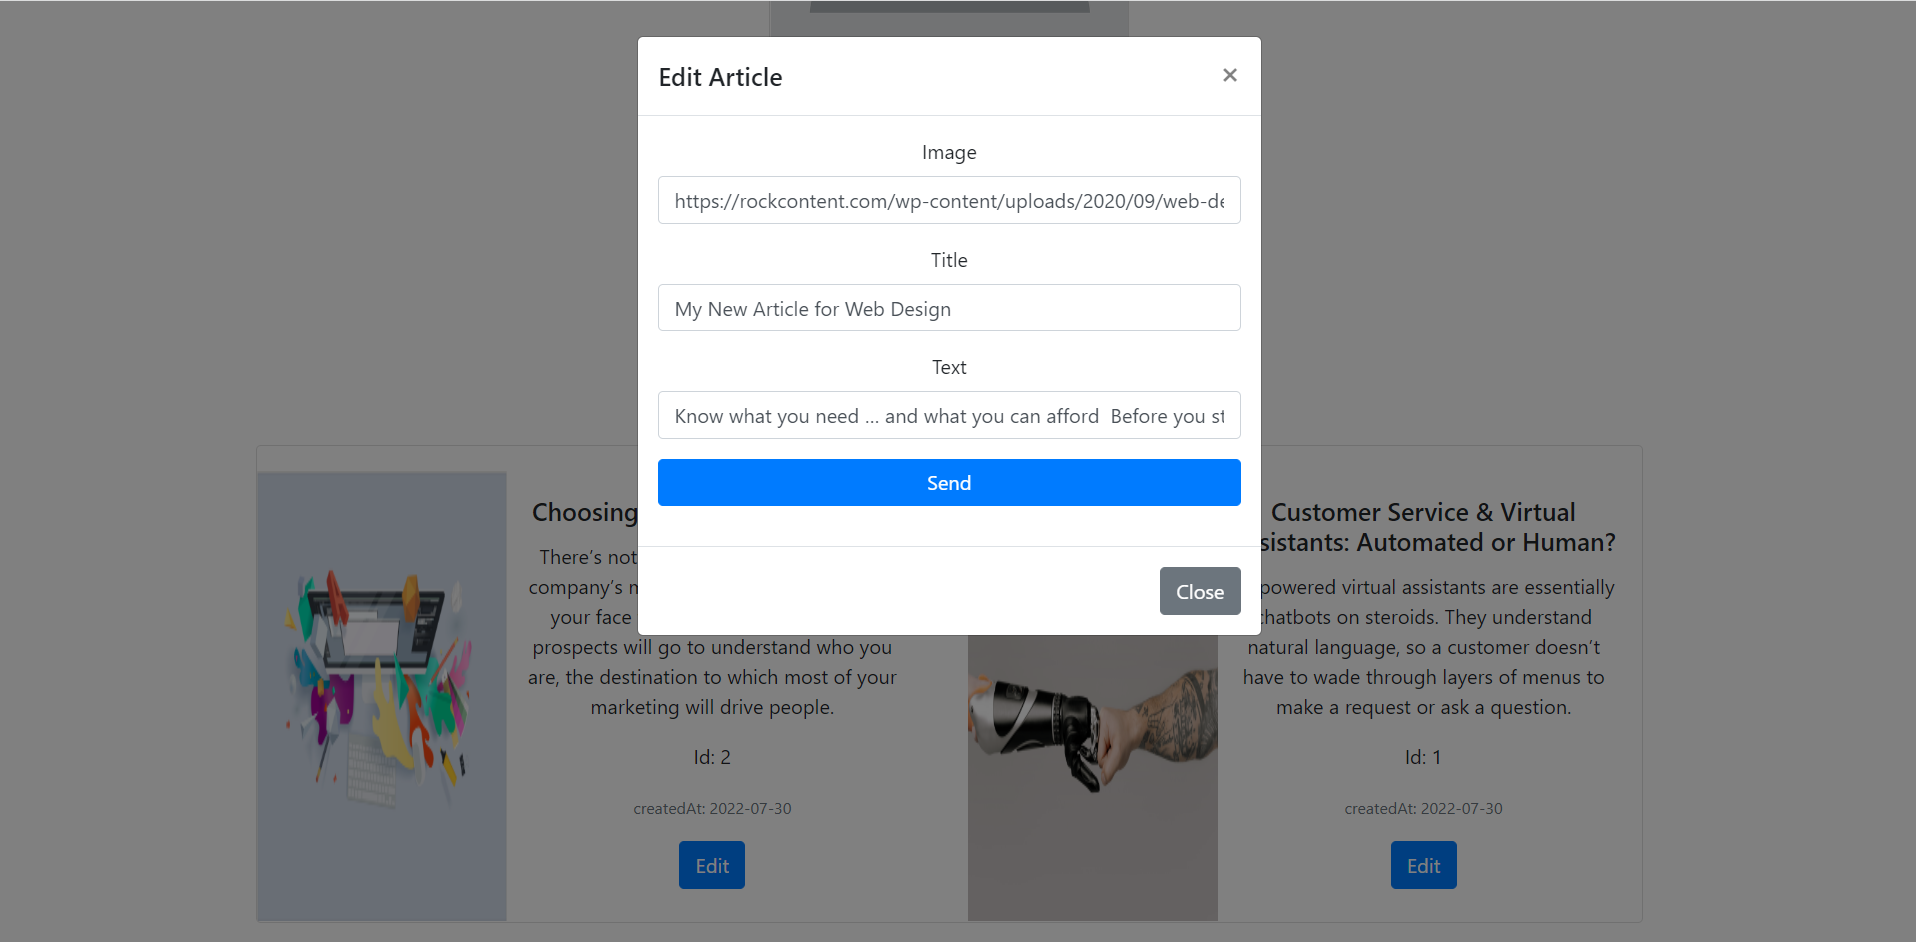 Edit Article
×
Image
https://rockcontent.com/wp-content/uploads/2020/09/web-de
Title
My New Article for Web Design
Text
Know what you need ... and what you can afford  Before you st
Send
Close
Choosing
There’s not
company’s
your face
prospects will go to understand who you
are, the destination to which most of your
marketing will drive people.
Id: 2
createdAt: 2022-07-30
Edit
Customer Service & Virtual
sistants: Automated or Human?
powered virtual assistants are essentially
chatbots on steroids. They understand
natural language, so a customer doesn’t
have to wade through layers of menus to
make a request or ask a question.
Id: 1
createdAt: 2022-07-30
Edit